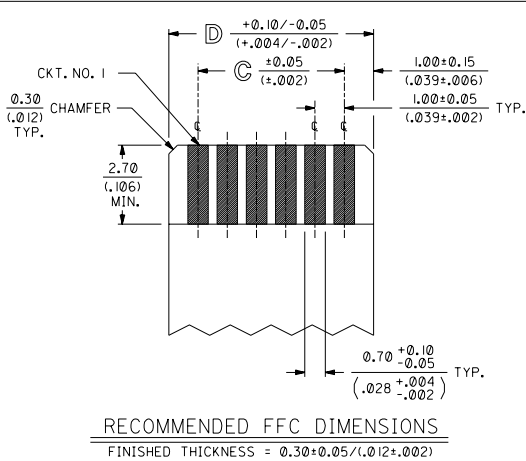 D +0.10/-0.05
(+.004/-.002)
C ±0.05
(±.002)
1.00±0.15
(.039±.006)
CKT. NO. 1
1.00±0.05 TYP.
(.039±.002)
0.30 CHAMFER
(.012)
TYP.
℄ ℄ ℄
2.70
(.106)
MIN.
0.70 +0.10 -0.05 TYP.
(.028 +.004 -.002)
RECOMMENDED FFC DIMENSIONS
FINISHED THICKNESS = 0.30±0.05/(.012±.002)